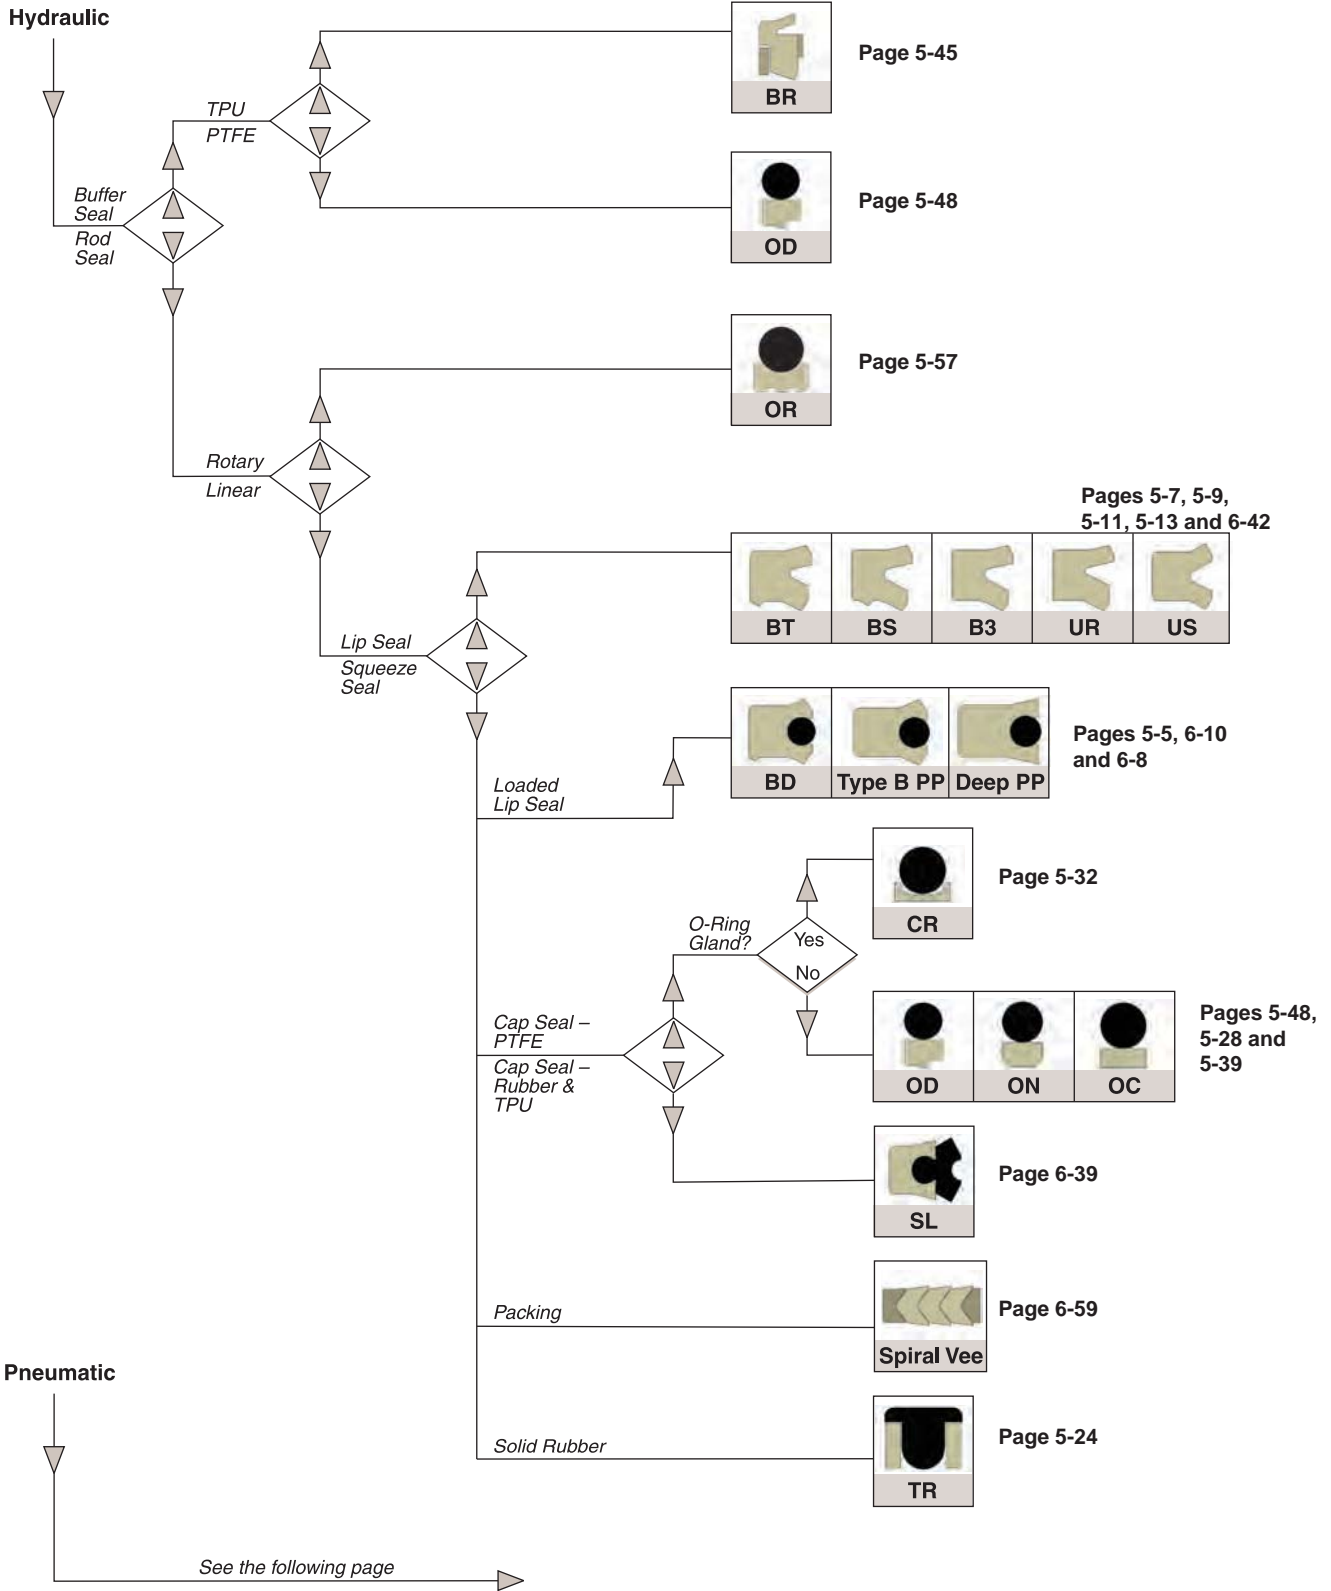 Hydraulic
TPU
PTFE
BR
Page 5-45
Buffer
Seal
Rod
Seal
OD
Page 5-48
OR
Page 5-57
Rotary
Linear
Pages 5-7, 5-9,
5-11, 5-13 and 6-42
BT
BS
B3
UR
US
Lip Seal
Squeeze
Seal
Loaded
Lip Seal
BD
Type B PP
Deep PP
Pages 5-5, 6-10
and 6-8
O-Ring
Gland?
Yes
No
CR
Page 5-32
Cap Seal –
PTFE
Cap Seal –
Rubber &
TPU
OD
ON
OC
Pages 5-48,
5-28 and
5-39
SL
Page 6-39
Packing
Spiral Vee
Page 6-59
Solid Rubber
TR
Page 5-24
Pneumatic
See the following page